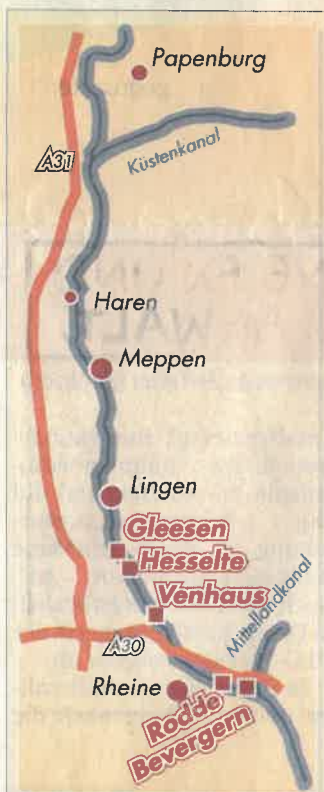 Papenburg
Küstenkanal
A31
Haren
Meppen
Lingen
Gleesen
Hesselte
Venhaus
Mittellandkanal
A30
Rheine
Rodde
Bevergern